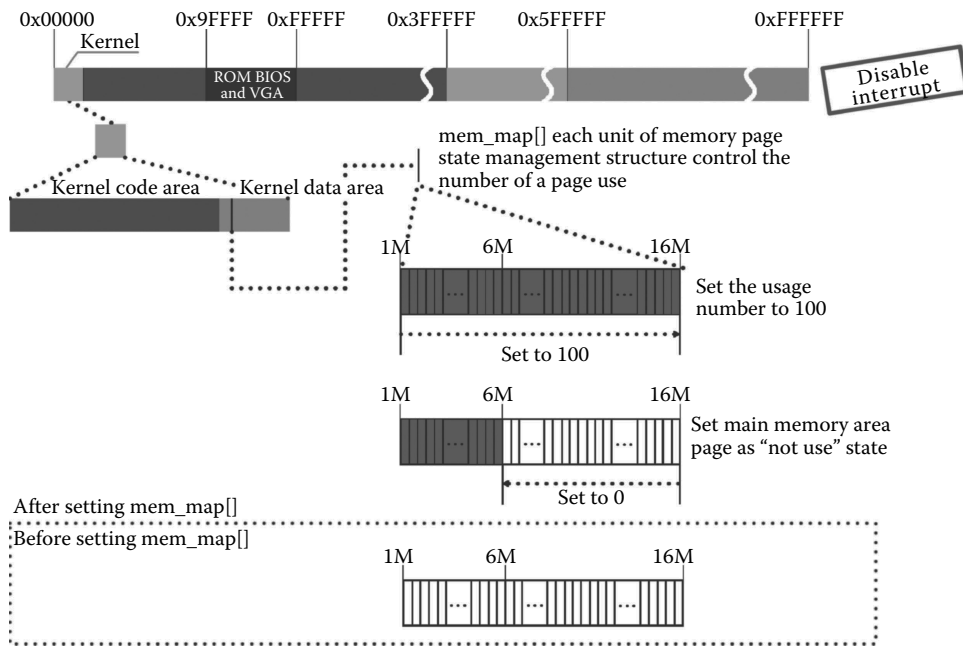 0x00000 0x9FFFF 0xFFFFF 0x3FFFFF 0x5FFFFF 0xFFFFFF
Kernel
ROM BIOS
and VGA
Disable
interrupt
mem_map[] each unit of memory page
state management structure control the
number of a page use
Kernel code area Kernel data area
1M 6M 16M
... ... ...
Set the usage
number to 100
Set to 100
1M 6M 16M
... ... ...
Set main memory area
page as “not use” state
Set to 0
After setting mem_map[]
Before setting mem_map[]
1M 6M 16M
... ... ...